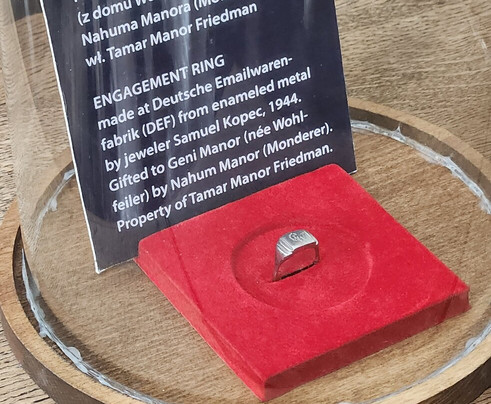 (z domu
Nahuma Manora
wł. Tamar Manor Friedman
ENGAGEMENT RING
made at Deutsche Emailwaren-
fabrik (DEF) from enameled metal
by jeweler Samuel Kopec, 1944.
Gifted to Geni Manor (née Wohl-
feiler) by Nahum Manor (Monderer).
Property of Tamar Manor Friedman.